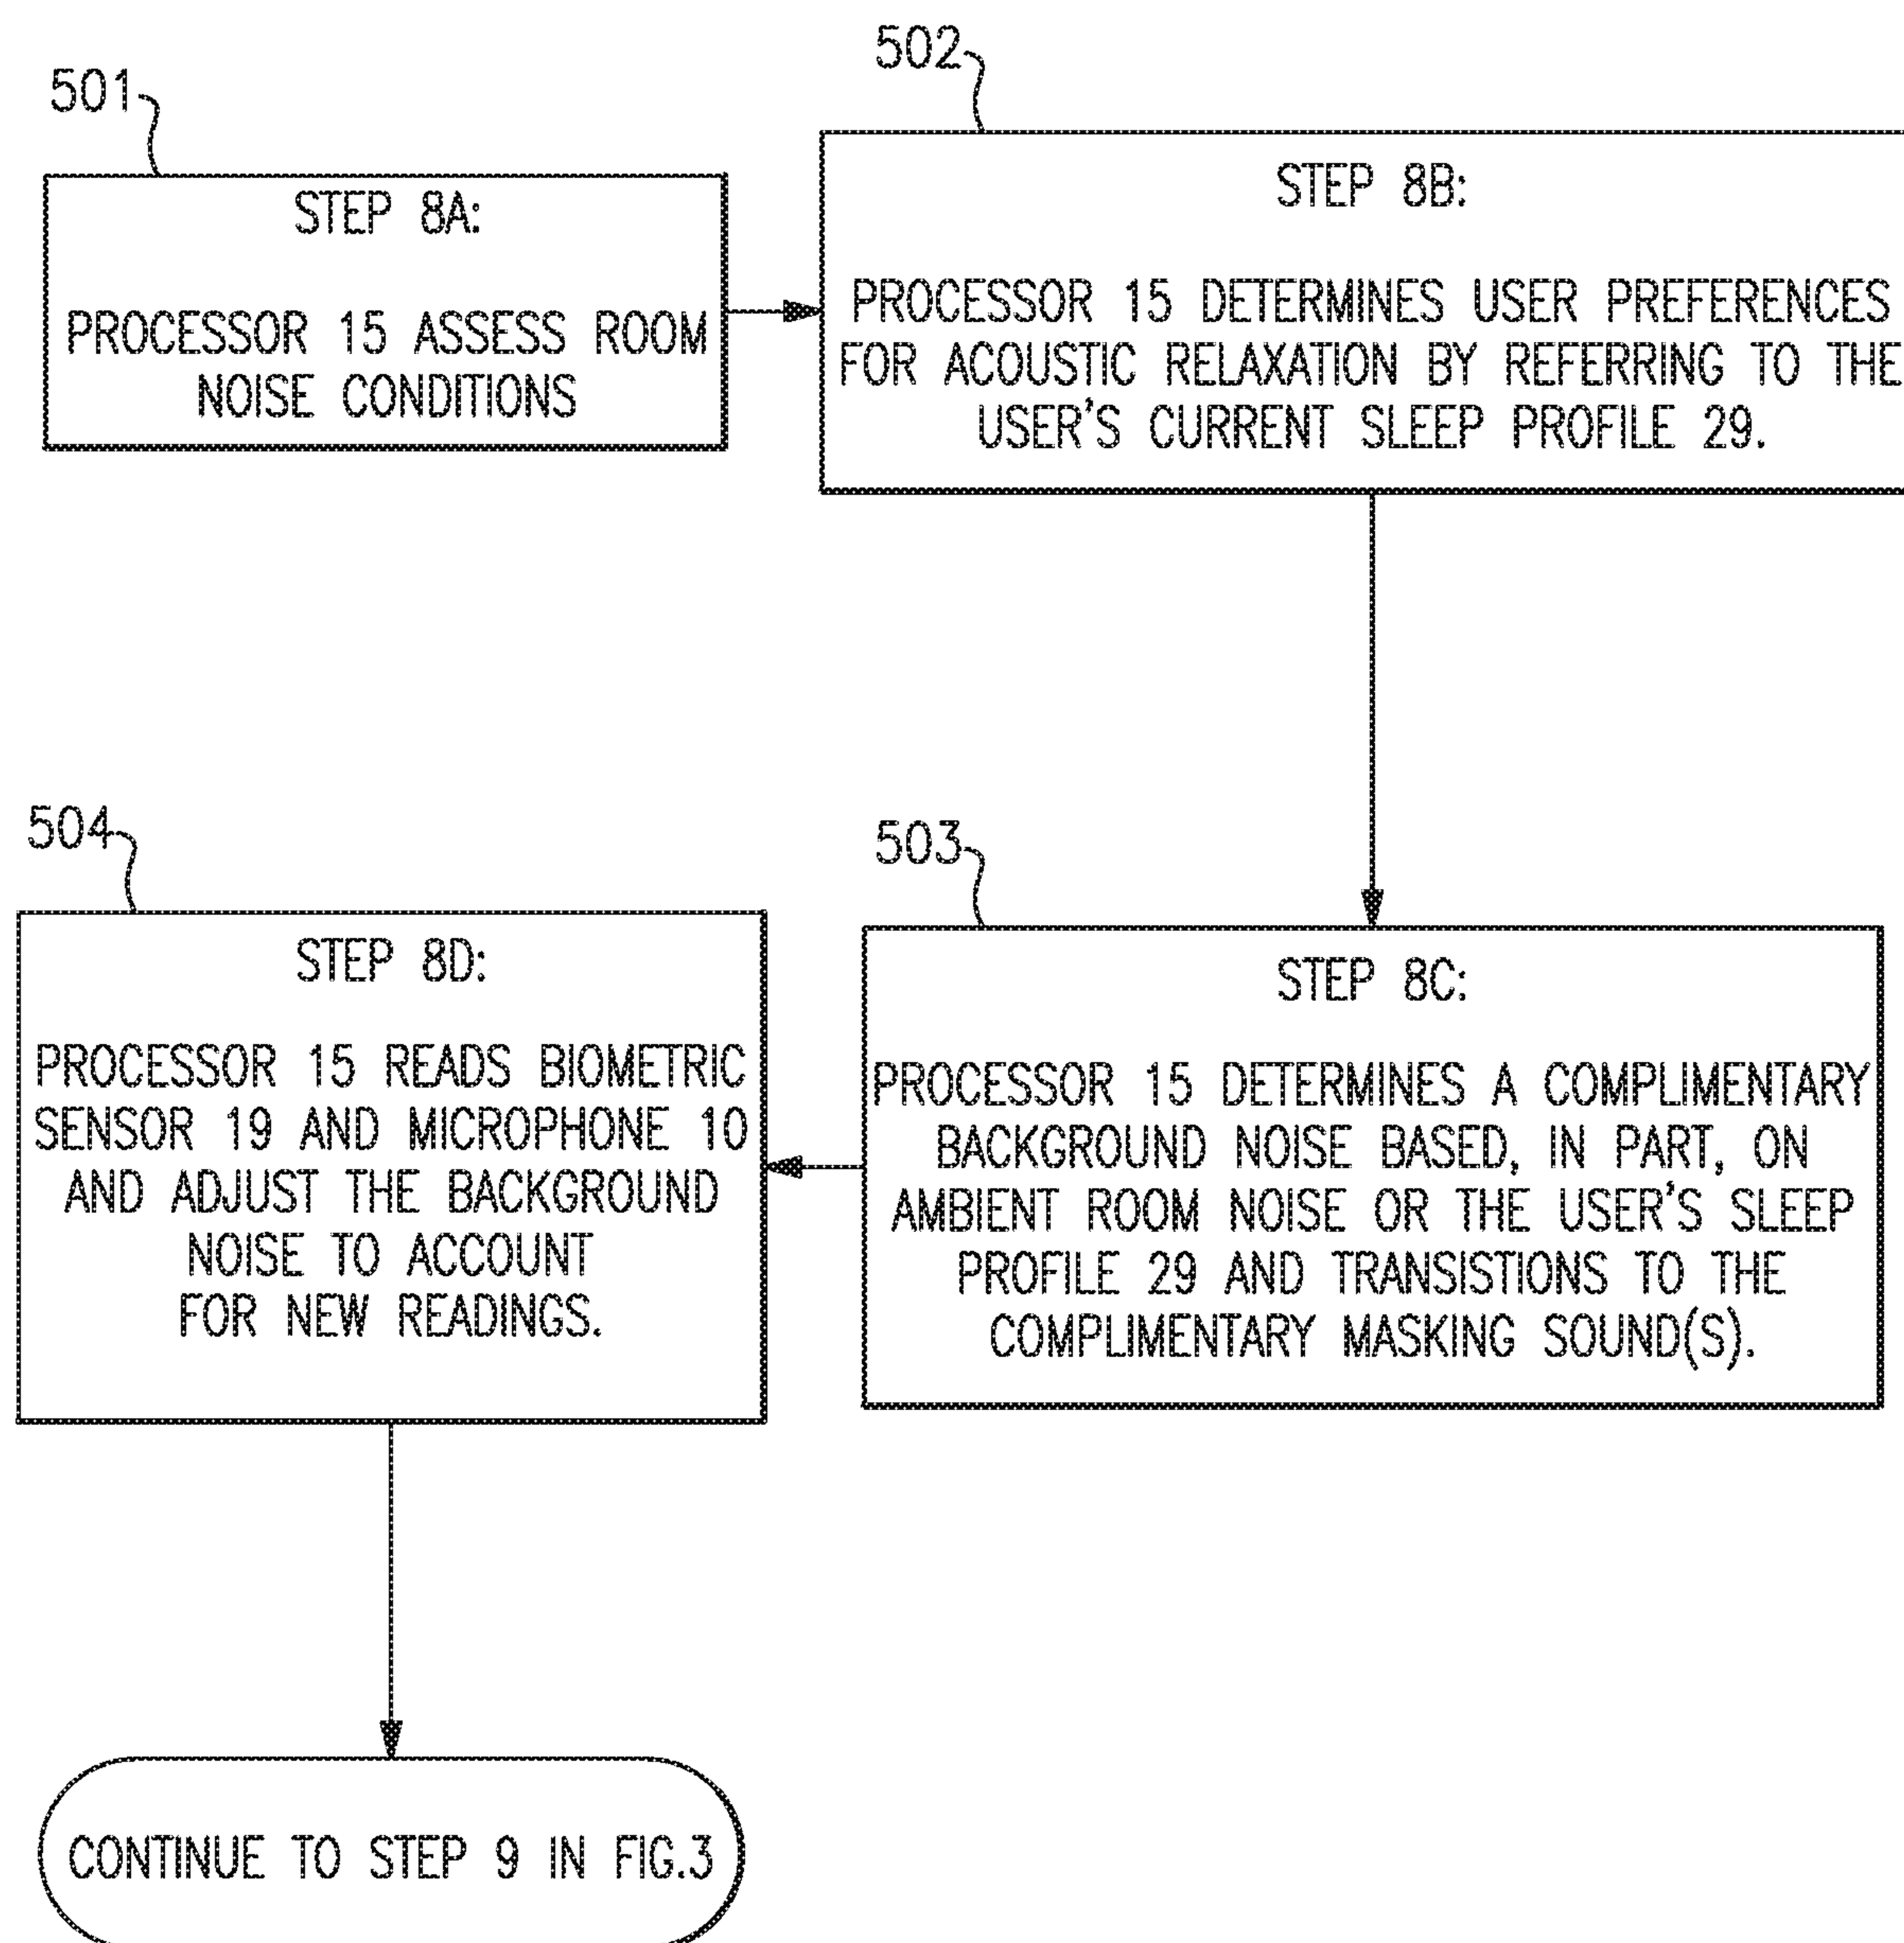 501
STEP 8A:
PROCESSOR 15 ASSESS ROOM
NOISE CONDITIONS
502
STEP 8B:
PROCESSOR 15 DETERMINES USER PREFERENCES
FOR ACOUSTIC RELAXATION BY REFERRING TO THE
USER'S CURRENT SLEEP PROFILE 29.
503
STEP 8C:
PROCESSOR 15 DETERMINES A COMPLIMENTARY
BACKGROUND NOISE BASED, IN PART, ON
AMBIENT ROOM NOISE OR THE USER'S SLEEP
PROFILE 29 AND TRANSISTIONS TO THE
COMPLIMENTARY MASKING SOUND(S).
504
STEP 8D:
PROCESSOR 15 READS BIOMETRIC
SENSOR 19 AND MICROPHONE 10
AND ADJUST THE BACKGROUND
NOISE TO ACCOUNT
FOR NEW READINGS.
CONTINUE TO STEP 9 IN FIG.3